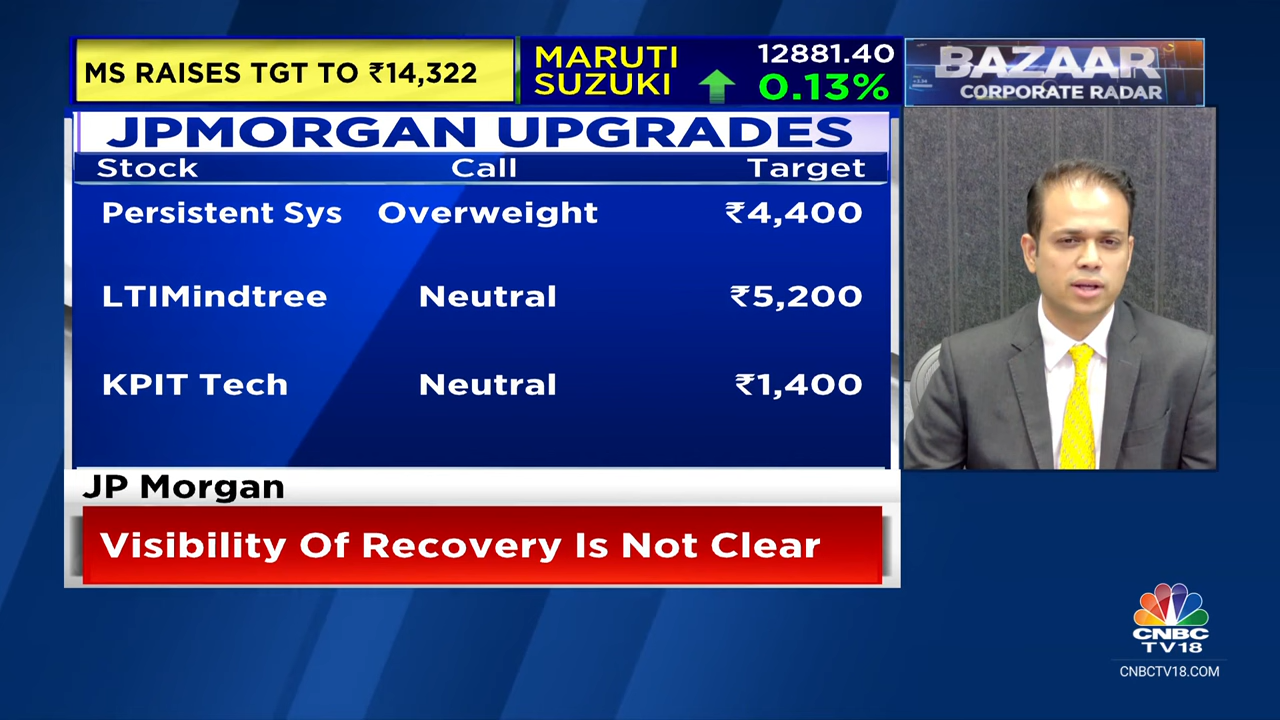 MS RAISES TGT TO ₹14,322
MARUTI
SUZUKI
12881.40
0.13%
BAZAAR
CORPORATE RADAR
JPMORGAN UPGRADES
Stock Call Target
Persistent Sys Overweight ₹4,400
LTIMindtree Neutral ₹5,200
KPIT Tech Neutral ₹1,400
JP Morgan
Visibility Of Recovery Is Not Clear
CNBC
TV18
CNBCTV18.COM